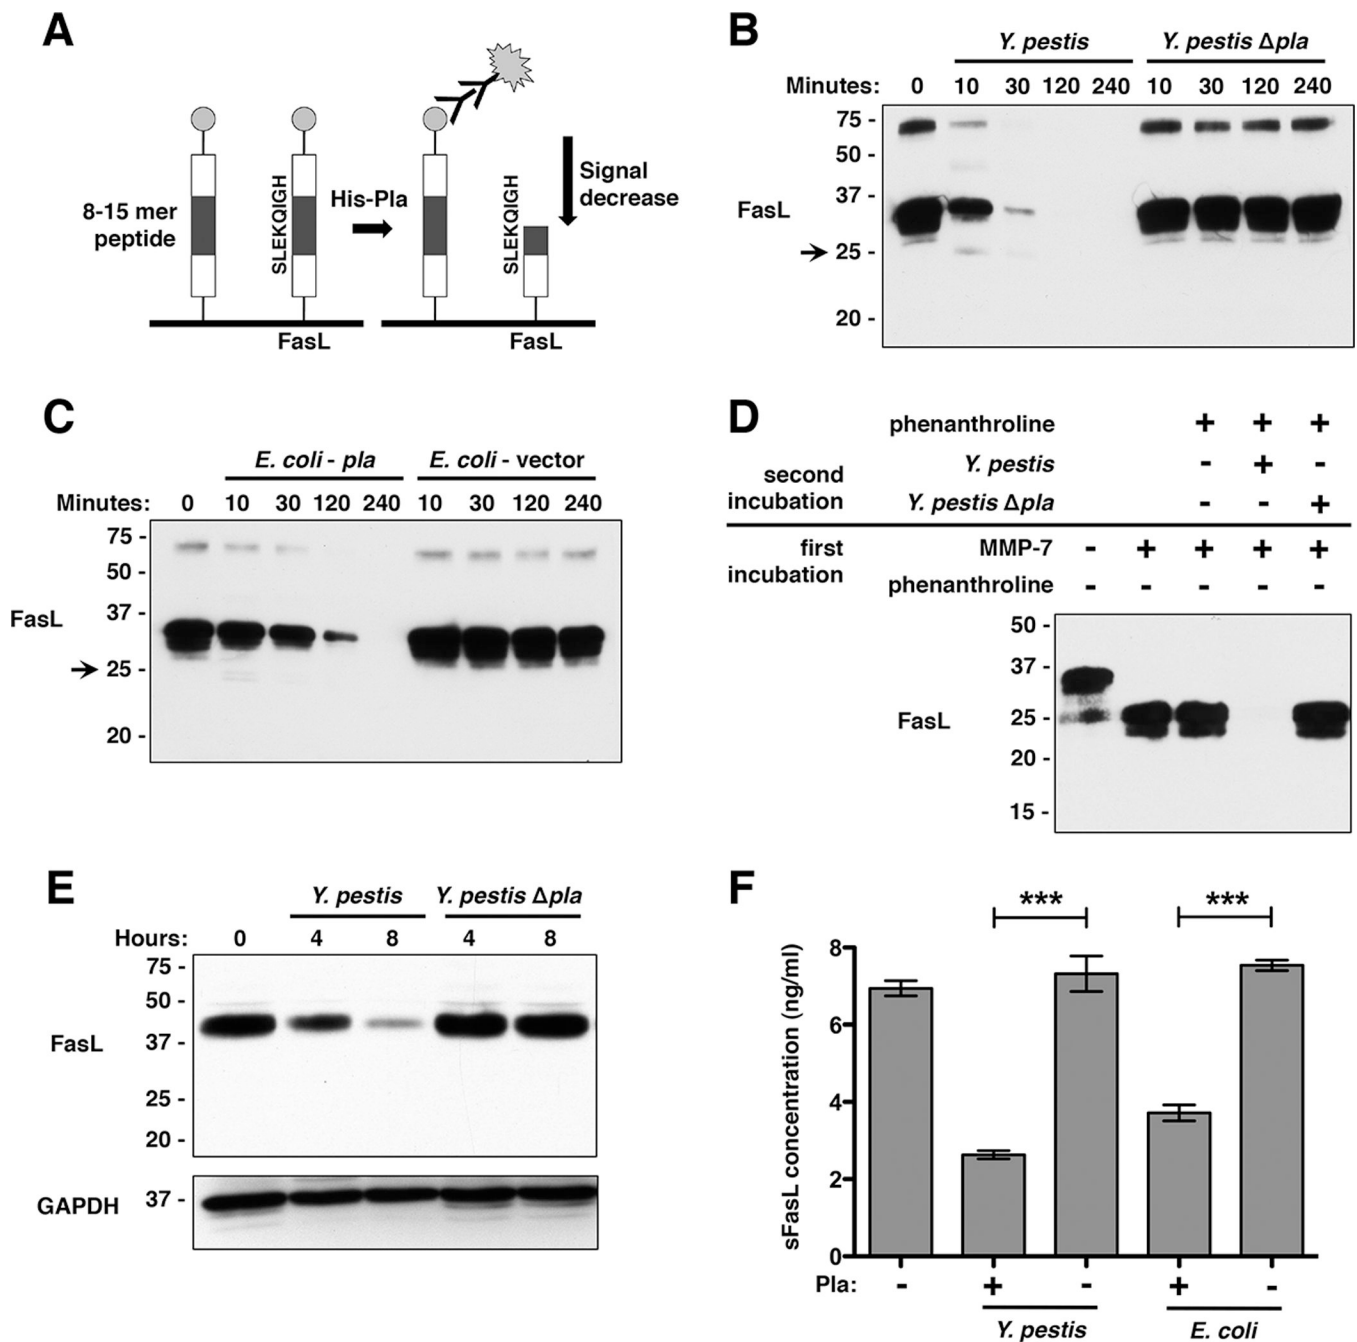 A
8-15 mer
peptide
SLEKQIGH
His-Pla
SLEKQIGH
Signal
decrease
FasL
FasL
B
Y. pestis
Y. pestis Δpla
Minutes: 0 10 30 120 240 10 30 120 240
75 -
50 -
37 -
FasL
25 -
20 -
C
E. coli - pla
E. coli - vector
Minutes: 0 10 30 120 240 10 30 120 240
75 -
50 -
37 -
FasL
25 -
20 -
D
phenanthroline + + +
second
incubation
Y. pestis - + -
Y. pestis Δpla - - +
first
incubation
MMP-7 - + + + +
phenanthroline - - - - -
50 -
37 -
FasL
25 -
20 -
15 -
E
Y. pestis
Y. pestis Δpla
Hours: 0 4 8 4 8
75 -
50 -
FasL
37 -
25 -
20 -
GAPDH
37 -
F
*** ***
sFasL concentration (ng/ml)
8
6
4
2
0
Pla: - + - + -
Y. pestis
E. coli